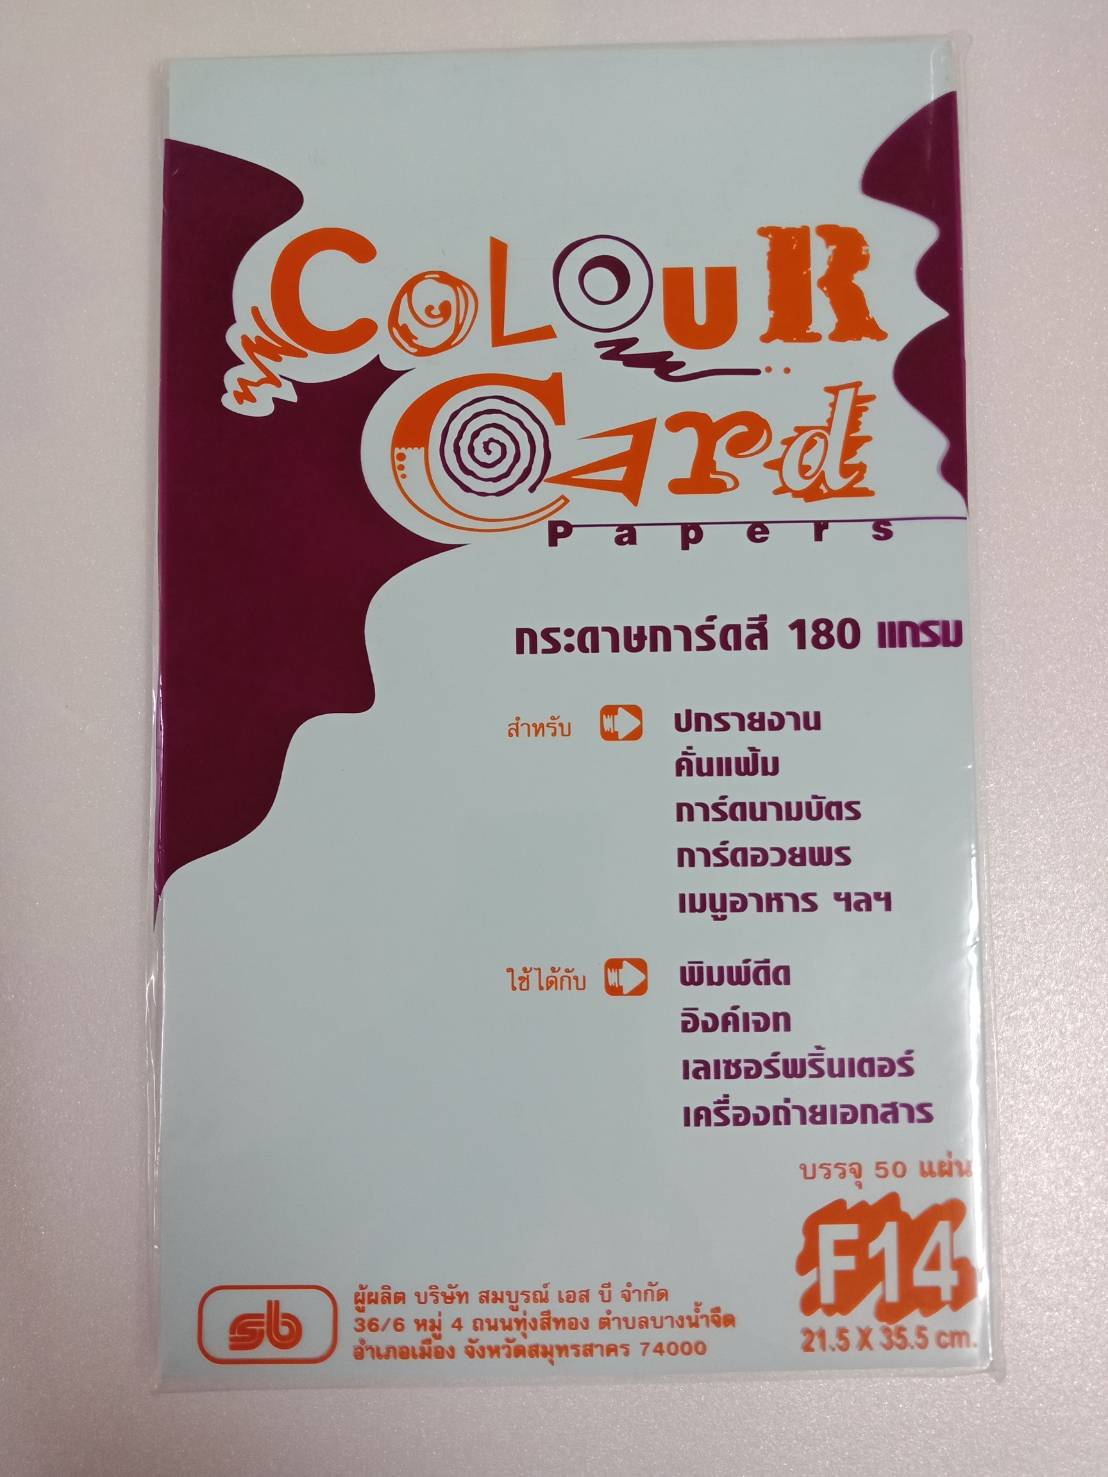 COLOUR
Card
Papers
กระดาษการ์ดสี 180 แกรม
สำหรับ ปกรายงาน
คั่นแฟ้ม
การ์ดนามบัตร
การ์ดอวยพร
เมนูอาหาร ฯลฯ
ใช้ได้กับ พิมพ์ดีด
อิงค์เจท
เลเซอร์พริ้นเตอร์
เครื่องถ่ายเอกสาร
บรรจุ 50 แผ่น
F14
21.5 X 35.5 cm.
sb
ผู้ผลิต บริษัท สมบูรณ์ เอส บี จำกัด
36/6 หมู่ 4 ถนนทุ่งสีทอง ตำบลบางน้ำจืด
อำเภอเมือง จังหวัดสมุทรสาคร 74000